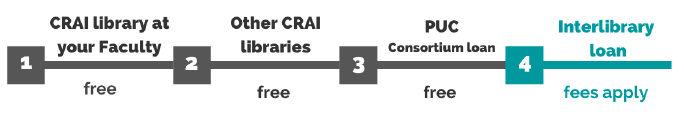 1
CRAI library at
your Faculty
free
2
Other CRAI
libraries
free
3
PUC
Consortium loan
free
4
Interlibrary
loan
fees apply